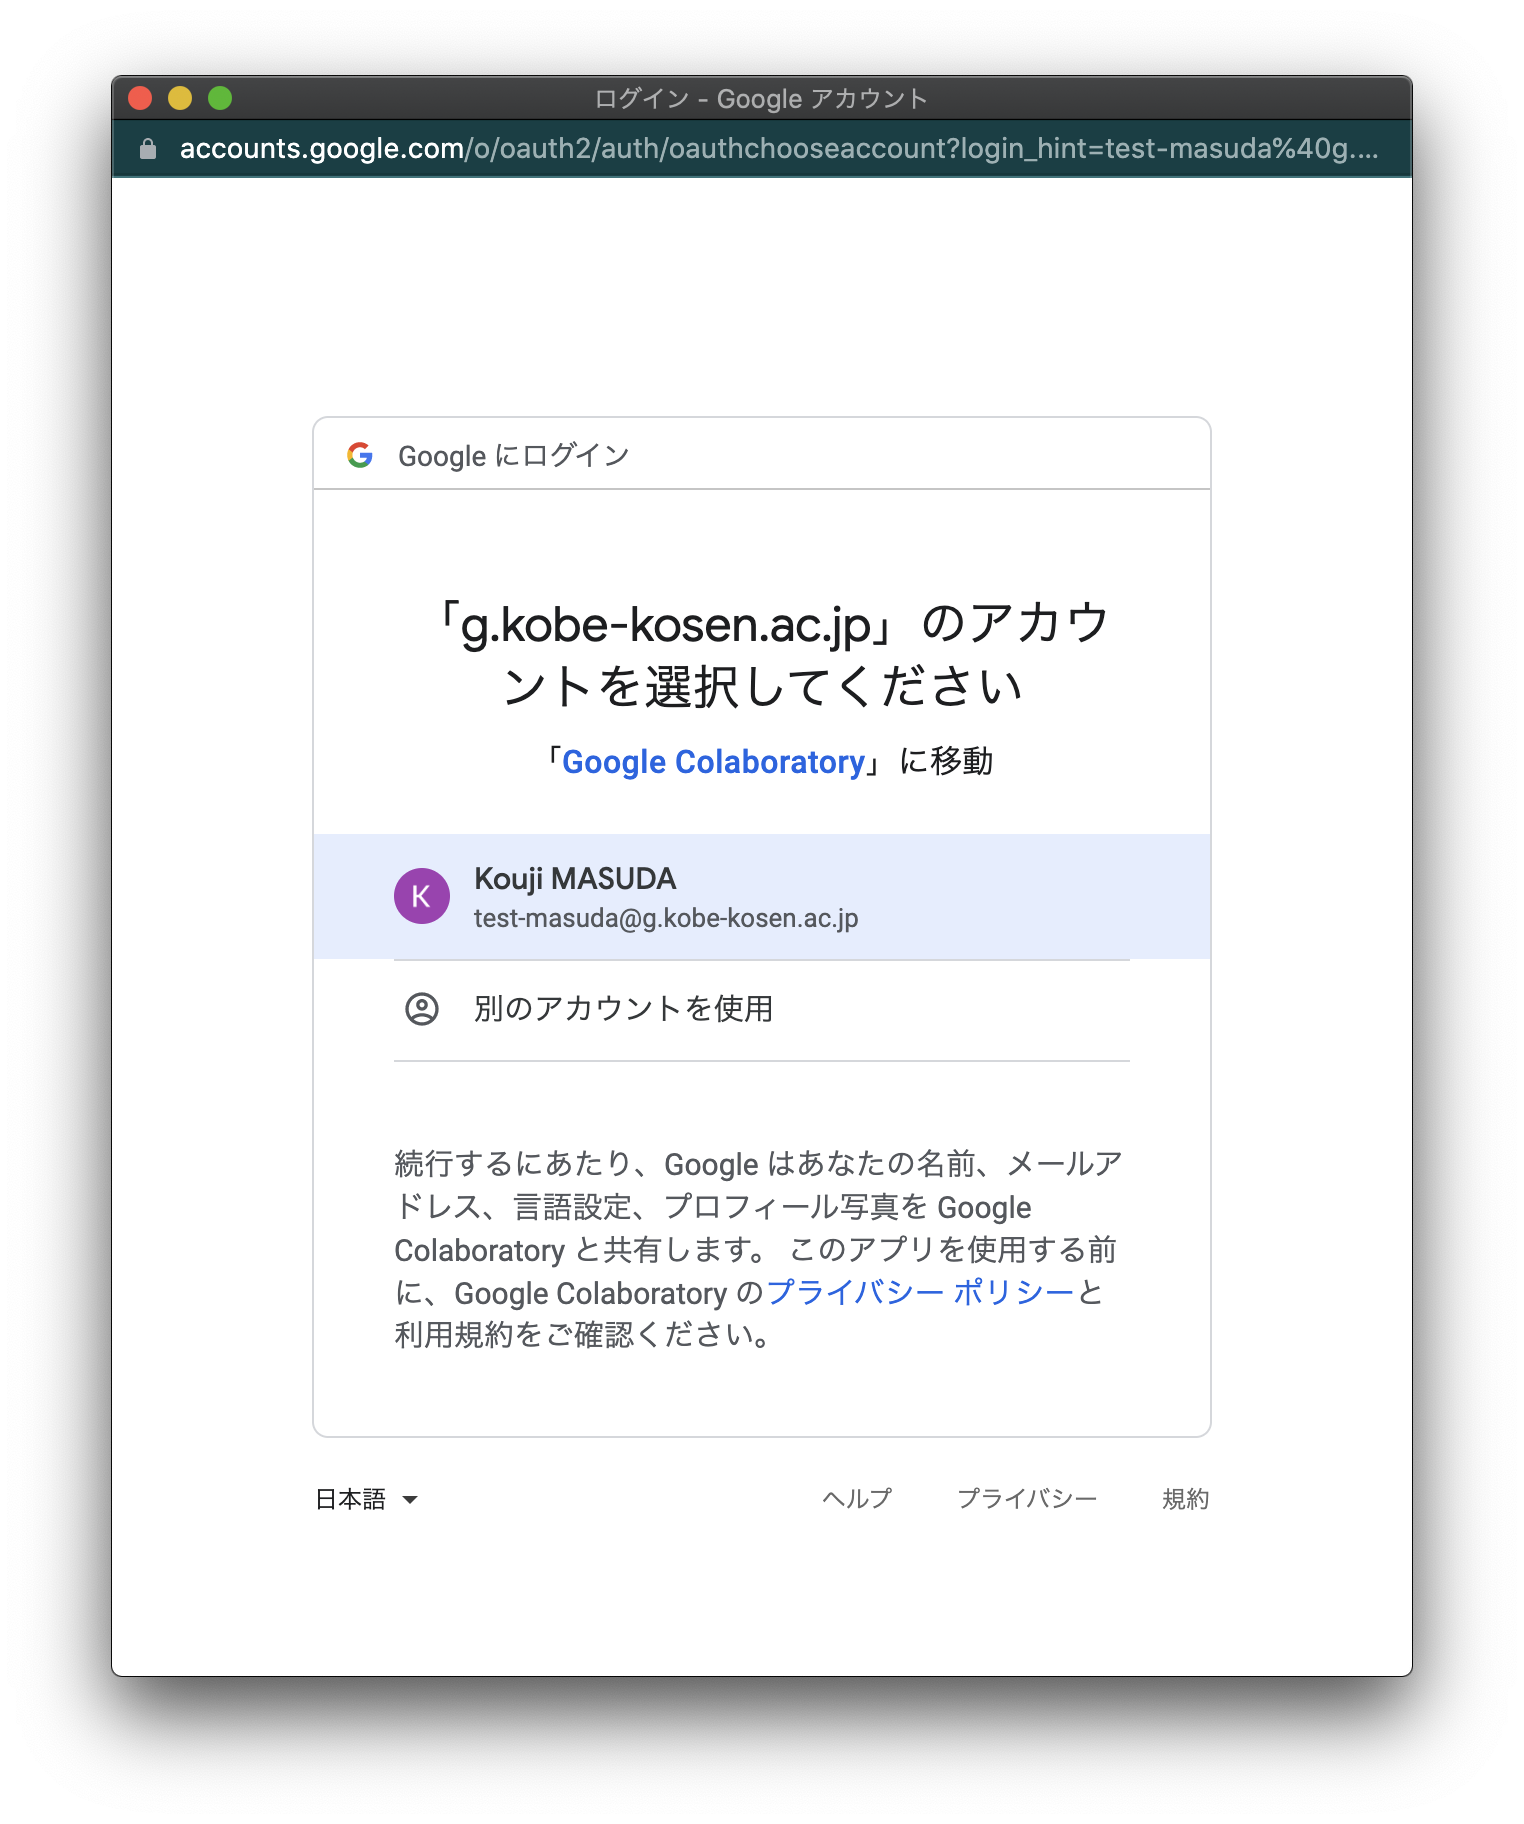 ログイン - Google アカウント
accounts.google.com/o/oauth2/auth/oauthchooseaccount?login_hint=test-masuda%40g....
Google にログイン
「g.kobe-kosen.ac.jp」のアカウ
ントを選択してください
「Google Colaboratory」に移動
K
Kouji MASUDA
test-masuda@g.kobe-kosen.ac.jp
別のアカウントを使用
続行するにあたり、Google はあなたの名前、メールア
ドレス、言語設定、プロフィール写真を Google
Colaboratory と共有します。 このアプリを使用する前
に、Google Colaboratory のプライバシー ポリシーと
利用規約をご確認ください。
日本語
ヘルプ
プライバシー
規約